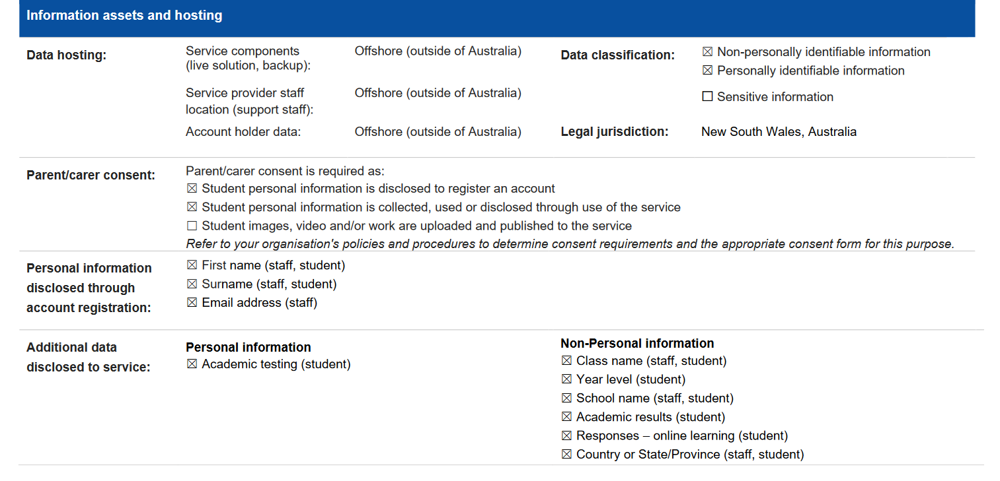 Information assets and hosting
Data hosting:
Service components
(live solution, backup):
Offshore (outside of Australia)
Service provider staff
location (support staff):
Offshore (outside of Australia)
Account holder data:
Offshore (outside of Australia)
Data classification:
☒ Non-personally identifiable information
☒ Personally identifiable information
☐ Sensitive information
Legal jurisdiction:
New South Wales, Australia
Parent/carer consent:
Parent/carer consent is required as:
☒ Student personal information is disclosed to register an account
☒ Student personal information is collected, used or disclosed through use of the service
☐ Student images, video and/or work are uploaded and published to the service
Refer to your organisation's policies and procedures to determine consent requirements and the appropriate consent form for this purpose.
Personal information
disclosed through
account registration:
☒ First name (staff, student)
☒ Surname (staff, student)
☒ Email address (staff)
Additional data
disclosed to service:
Personal information
☒ Academic testing (student)
Non-Personal information
☒ Class name (staff, student)
☒ Year level (student)
☒ School name (staff, student)
☒ Academic results (student)
☒ Responses – online learning (student)
☒ Country or State/Province (staff, student)